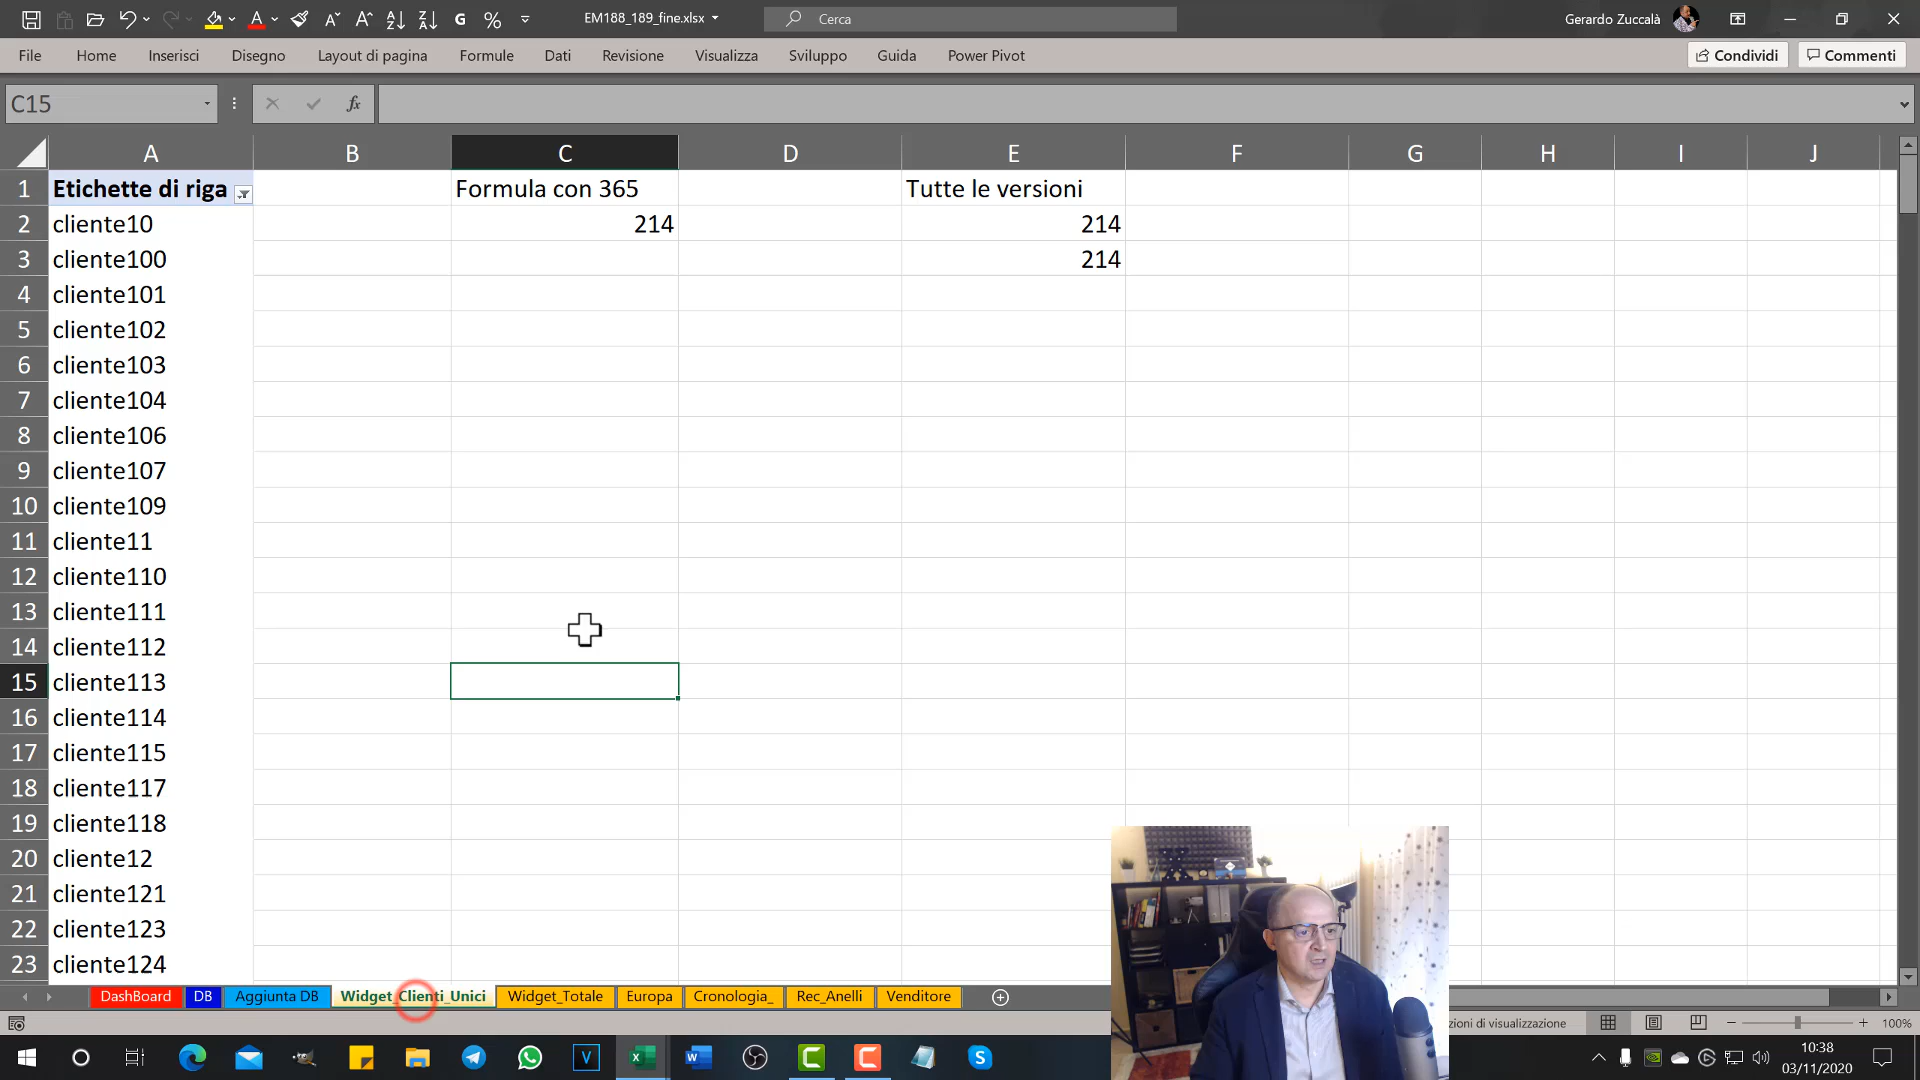 G
%
EM188_189_fine.xlsx
Cerca
Gerardo Zuccalà
File Home Inserisci Disegno Layout di pagina Formule Dati Revisione Visualizza Sviluppo Guida Power Pivot
Condividi
Commenti
C15
fx
A B C D E F G H I J
1 Etichette di riga Formula con 365 Tutte le versioni
2 cliente10 214 214
3 cliente100 214
4 cliente101
5 cliente102
6 cliente103
7 cliente104
8 cliente106
9 cliente107
10 cliente109
11 cliente11
12 cliente110
13 cliente111
14 cliente112
15 cliente113
16 cliente114
17 cliente115
18 cliente117
19 cliente118
20 cliente12
21 cliente121
22 cliente123
23 cliente124
DashBoard DB Aggiunta DB Widget_Clienti_Unici Widget_Totale Europa Cronologia_ Rec_Anelli Venditore
zioni di visualizzazione
100%
10:38
03/11/2020